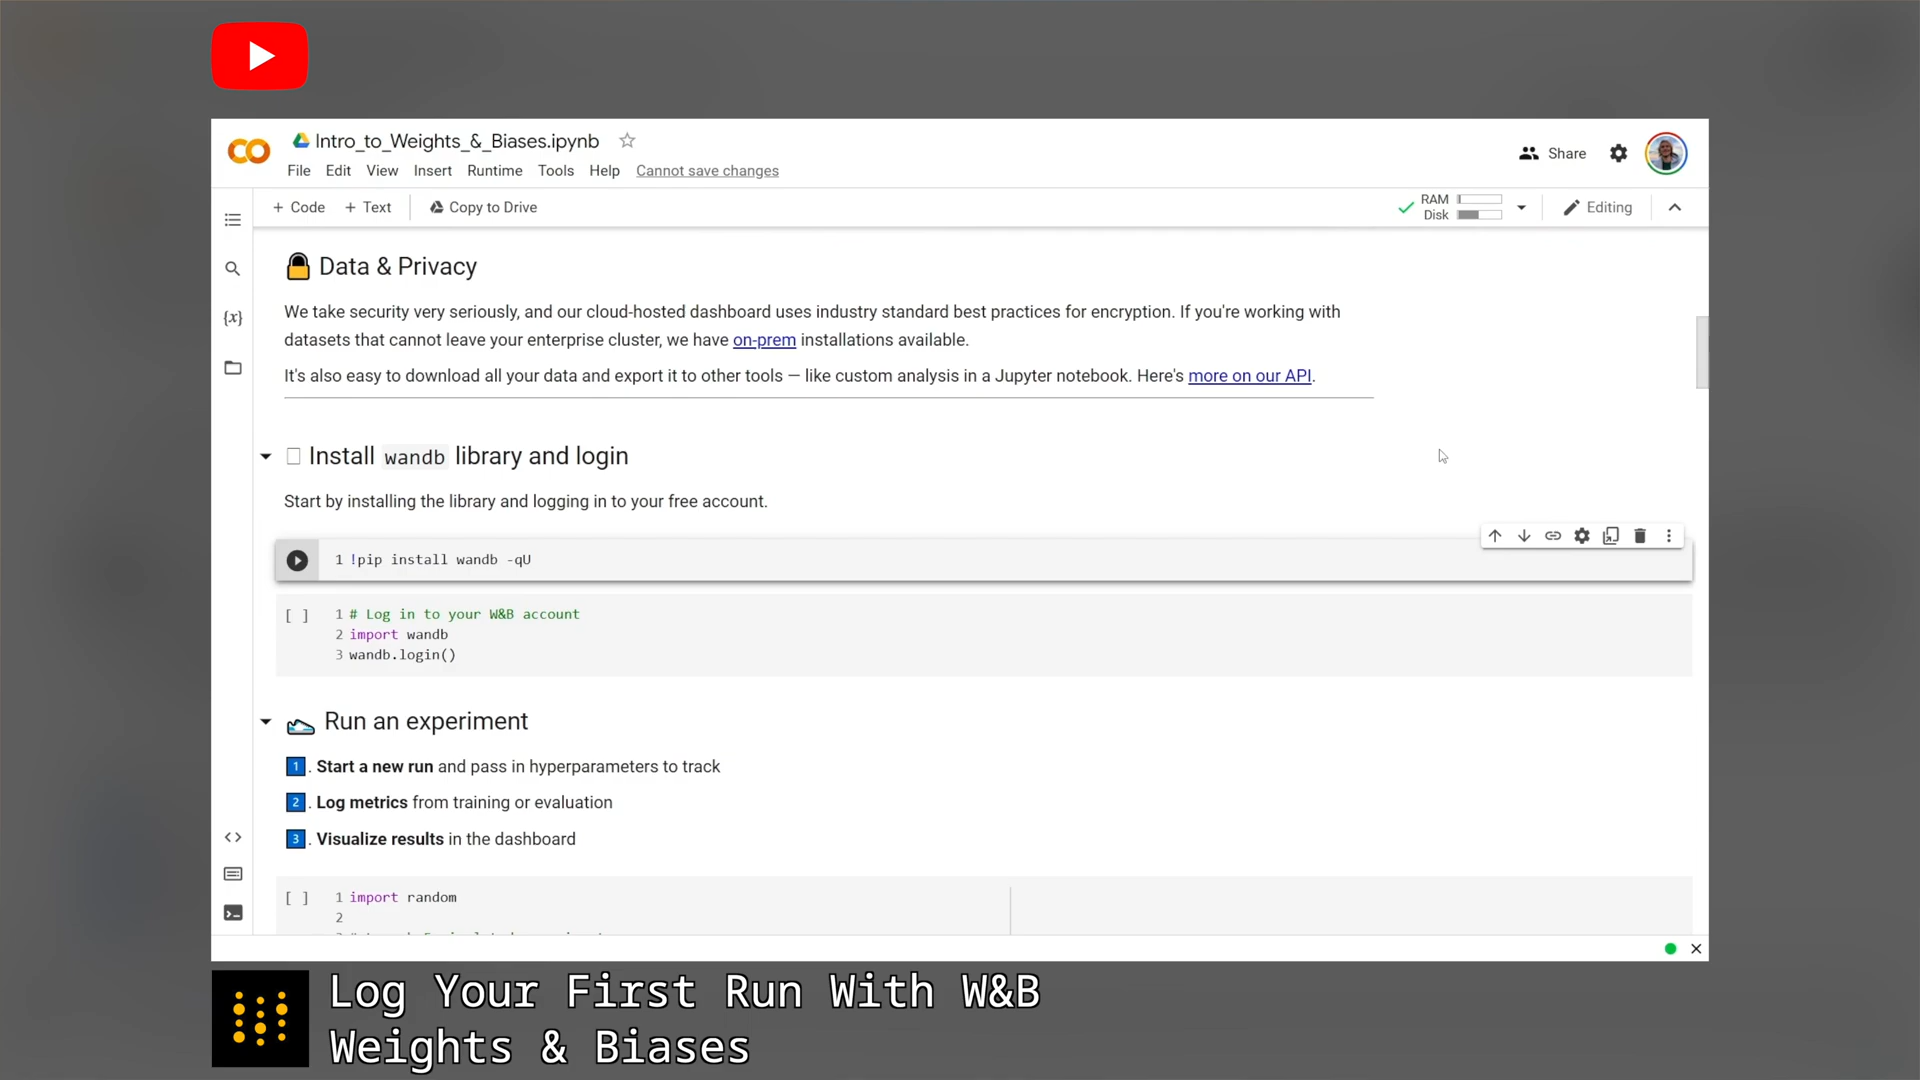 Intro_to_Weights_&_Biases.ipynb
File Edit View Insert Runtime Tools Help Cannot save changes
Share
+ Code + Text Copy to Drive
RAM
Disk
Editing
Data & Privacy
We take security very seriously, and our cloud-hosted dashboard uses industry standard best practices for encryption. If you're working with
datasets that cannot leave your enterprise cluster, we have on-prem installations available.
It's also easy to download all your data and export it to other tools — like custom analysis in a Jupyter notebook. Here's more on our API.
Install wandb library and login
Start by installing the library and logging in to your free account.
1 !pip install wandb -qU
[ ] 1 # Log in to your W&B account
2 import wandb
3 wandb.login()
Run an experiment
1. Start a new run and pass in hyperparameters to track
2. Log metrics from training or evaluation
3. Visualize results in the dashboard
[ ] 1 import random
2
Log Your First Run With W&B
Weights & Biases